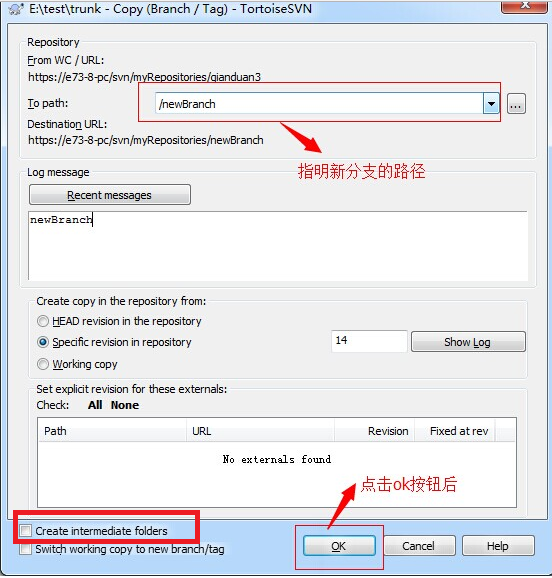 E:\test\trunk - Copy (Branch / Tag) - TortoiseSVN
Repository
From WC / URL:
https://e73-8-pc/svn/myRepositories/qianduan3
To path:
/newBranch
...
Destination URL:
https://e73-8-pc/svn/myRepositories/newBranch
指明新分支的路径
Log message
Recent messages
newBranch
Create copy in the repository from:
HEAD revision in the repository
Specific revision in repository
14
Show Log
Working copy
Set explicit revision for these externals:
Check: All None
Path URL Revision Fixed at rev
No externals found
点击ok按钮后
Create intermediate folders
Switch working copy to new branch/tag
OK Cancel Help